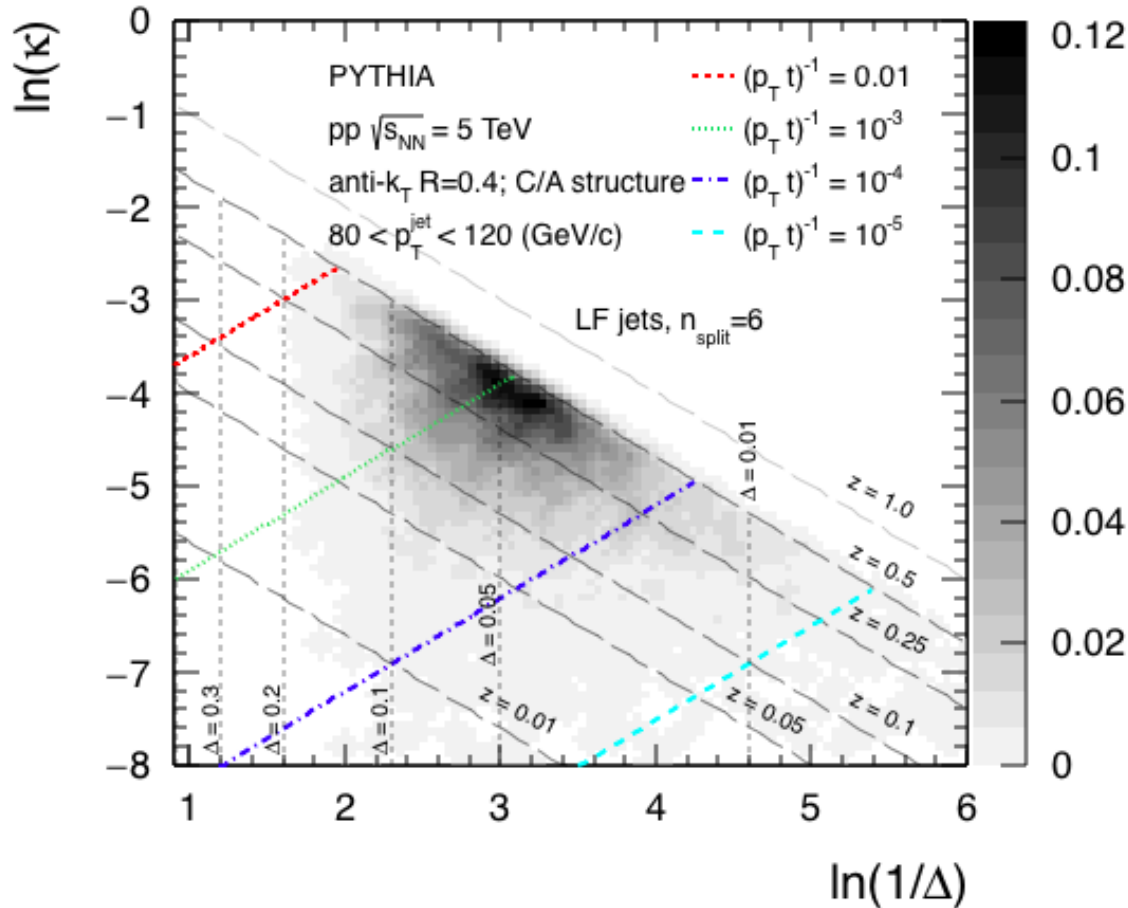 ln(κ)
0
−1
−2
−3
−4
−5
−6
−7
−8
PYTHIA
pp √s_NN = 5 TeV
anti-k_T R=0.4; C/A structure
80 < p_T^jet < 120 (GeV/c)
(p_T t)^-1 = 0.01
(p_T t)^-1 = 10^-3
(p_T t)^-1 = 10^-4
(p_T t)^-1 = 10^-5
LF jets, n_split=6
Δ = 0.3
Δ = 0.2
Δ = 0.1
Δ = 0.05
Δ = 0.01
z = 1.0
z = 0.5
z = 0.25
z = 0.1
z = 0.05
z = 0.01
1
2
3
4
5
6
ln(1/Δ)
0.12
0.1
0.08
0.06
0.04
0.02
0